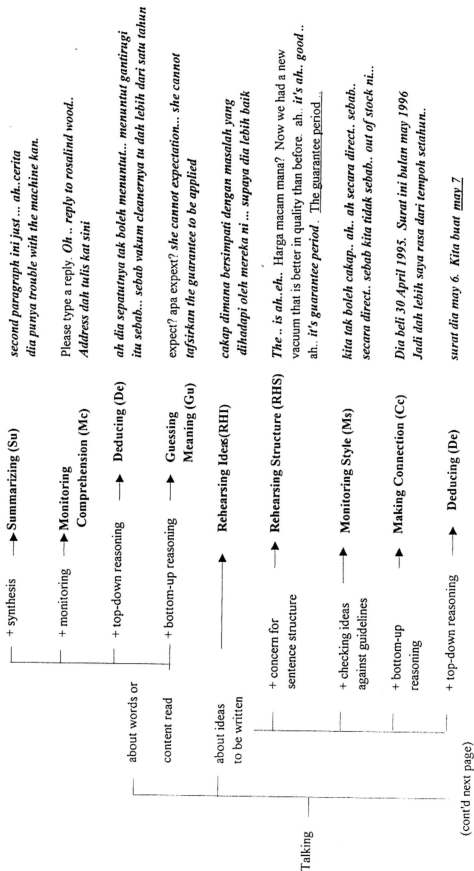 Talking
about words or
content read
+ synthesis
Summarizing (Su)
second paragraph ini just ... ah..cerita
dia punya trouble with the machine kan.
+ monitoring
Monitoring
Comprehension (Mc)
Please type a reply. Oh .. reply to rosalind wood..
Address dah tulis kat sini
+ top-down reasoning
Deducing (De)
ah dia sepatutnya tak boleh menuntut... menuntut gantirugi
itu sebab... sebab vakum cleanernya tu dah lebih dari satu tahun
+ bottom-up reasoning
Guessing
Meaning (Gu)
expect? apa expext? she cannot expectation... she cannot
tafsirkan the guarantee to be applied
about ideas
to be written
Rehearsing Ideas(RHI)
cakap dimana bersimpati dengan masalah yang
dihadapi oleh mereka ni ... supaya dia lebih baik
+ concern for
sentence structure
Rehearsing Structure (RHS)
The .. is ah..eh.. Harga macam mana? Now we had a new
vacuum that is better in quality than before. ah.. it's ah.. good ..
ah.. it's guarantee period. The guarantee period ..
+ checking ideas
against guidelines
Monitoring Style (Ms)
kita tak boleh cakap.. ah.. ah secara direct.. sebab..
secara direct.. sebab kita tidak sebab.. out of stock ni...
+ bottom-up
reasoning
Making Connection (Cc)
Dia beli 30 April 1995. Surat ini bulan may 1996
Jadi dah lebih saya rasa dari tempoh setahun..
+ top-down reasoning
Deducing (De)
surat dia may 6. Kita buat may 7
(cont'd next page)